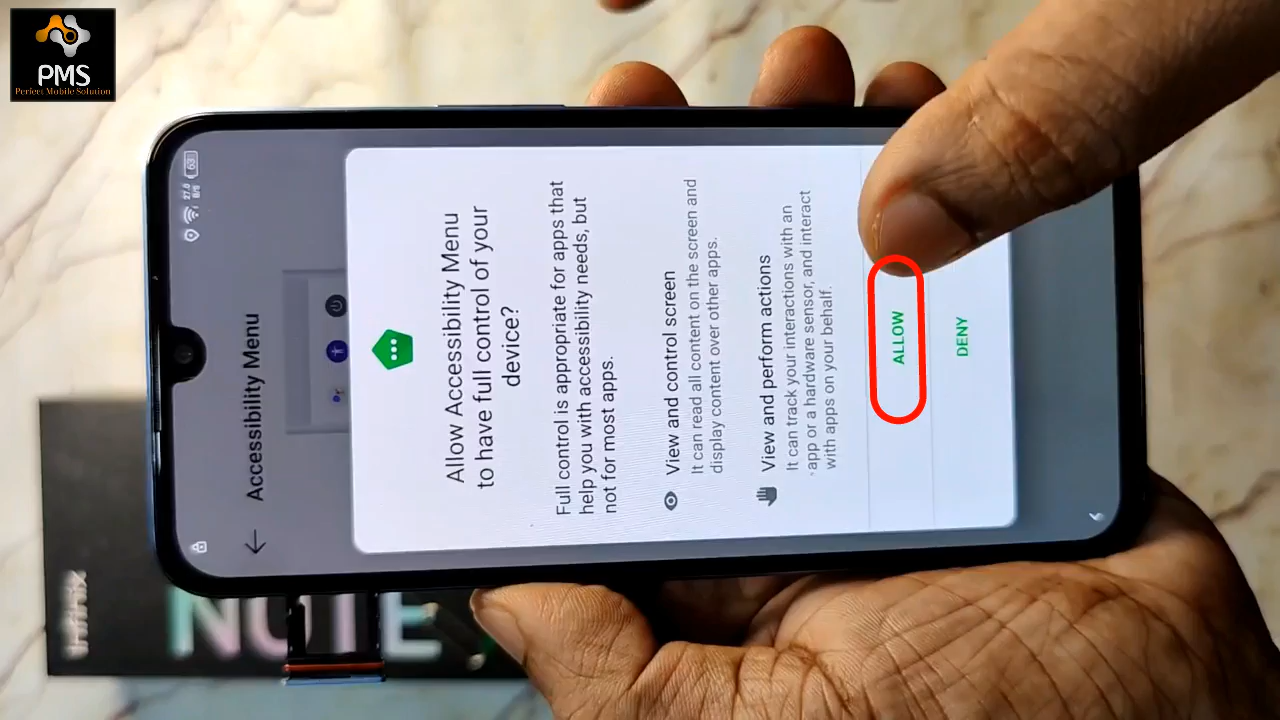 PMS
Perfect Mobile Solution
63
Accessibility Menu
Allow Accessibility Menu
to have full control of your
device?
Full control is appropriate for apps that
help you with accessibility needs, but
not for most apps.
View and control screen
It can read all content on the screen and
display content over other apps.
View and perform actions
It can track your interactions with an
app or a hardware sensor, and interact
with apps on your behalf.
ALLOW
DENY
Infinix
NOTE